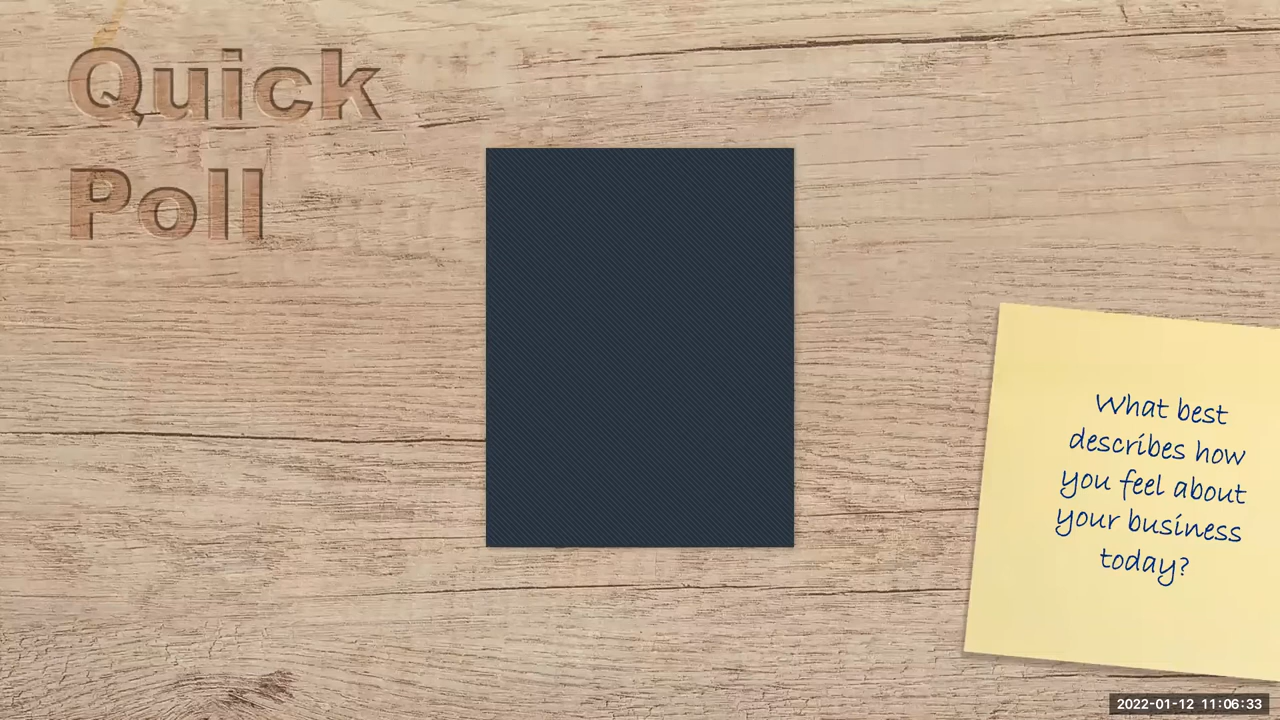 Quick
Poll
What best
describes how
you feel about
your business
today?
2022-01-12 11:06:33